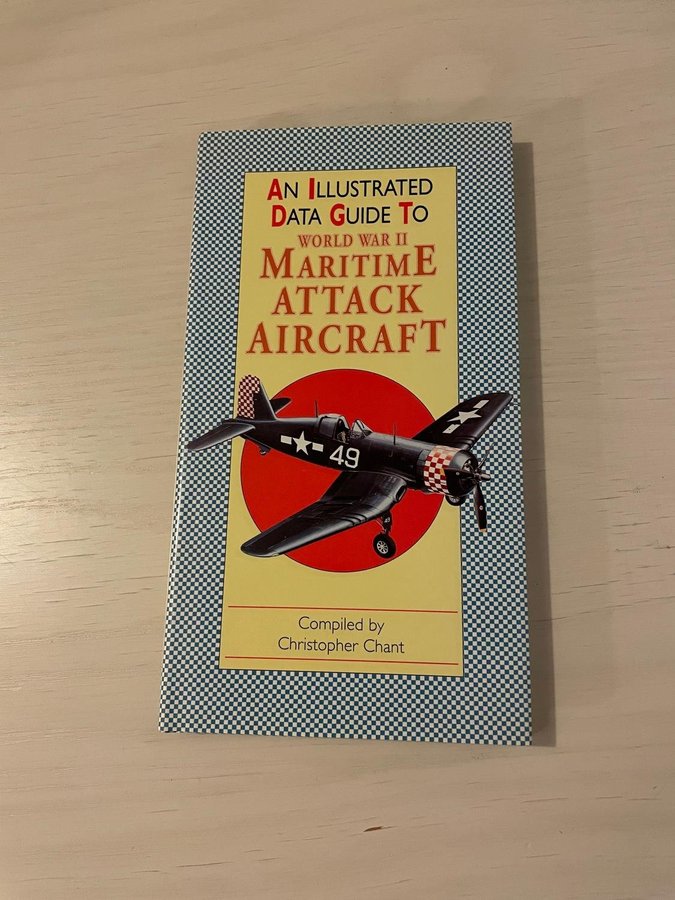 AN ILLUSTRATED
DATA GUIDE TO
WORLD WAR II
MARITIME
ATTACK
AIRCRAFT
49
Compiled by
Christopher Chant